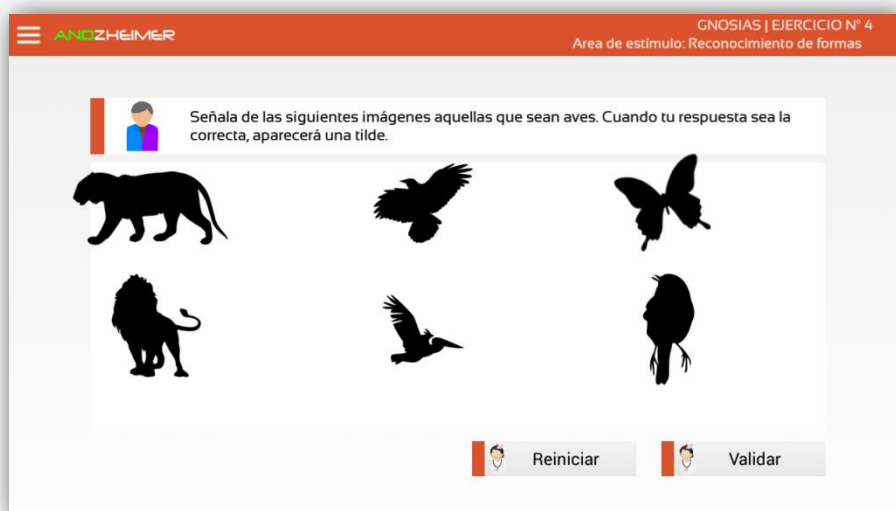 ANDZHEIMER
GNOSIAS | EJERCICIO N° 4
Area de estímulo: Reconocimiento de formas
Señala de las siguientes imágenes aquellas que sean aves. Cuando tu respuesta sea la
correcta, aparecerá una tilde.
Reiniciar
Validar